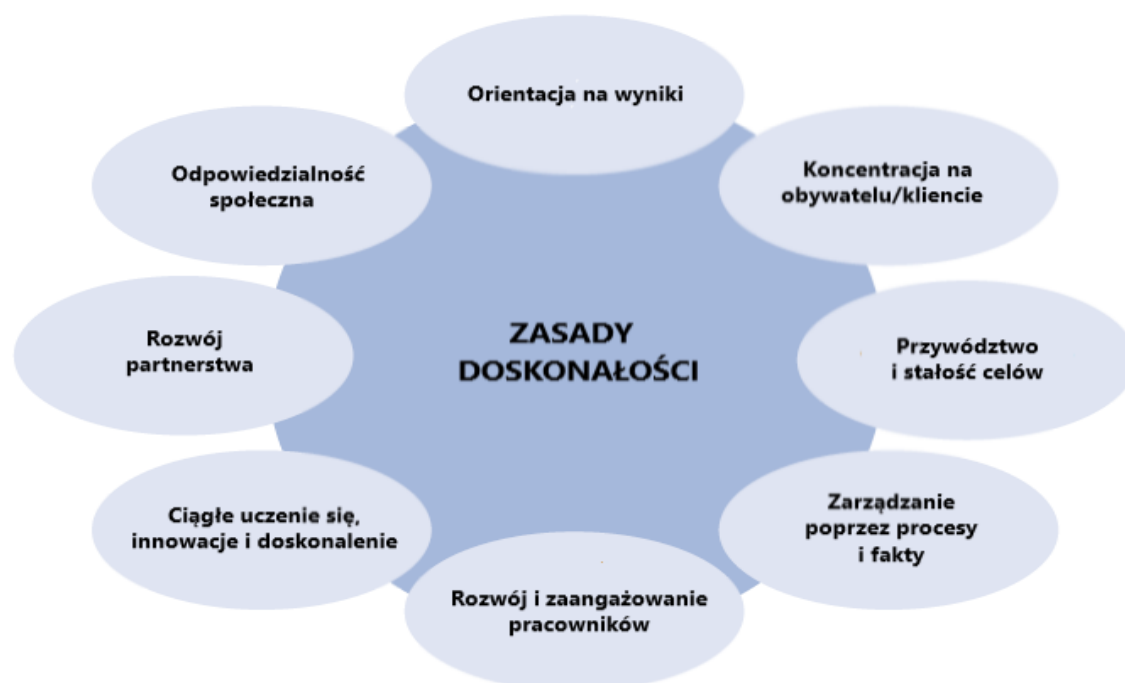 Orientacja na wyniki
Koncentracja na
obywatelu/kliencie
Przywództwo
i stałość celów
Zarządzanie
poprzez procesy
i fakty
Rozwój i zaangażowanie
pracowników
Ciągłe uczenie się,
innowacje i doskonalenie
Rozwój
partnerstwa
Odpowiedzialność
społeczna
ZASADY
DOSKONAŁOŚCI